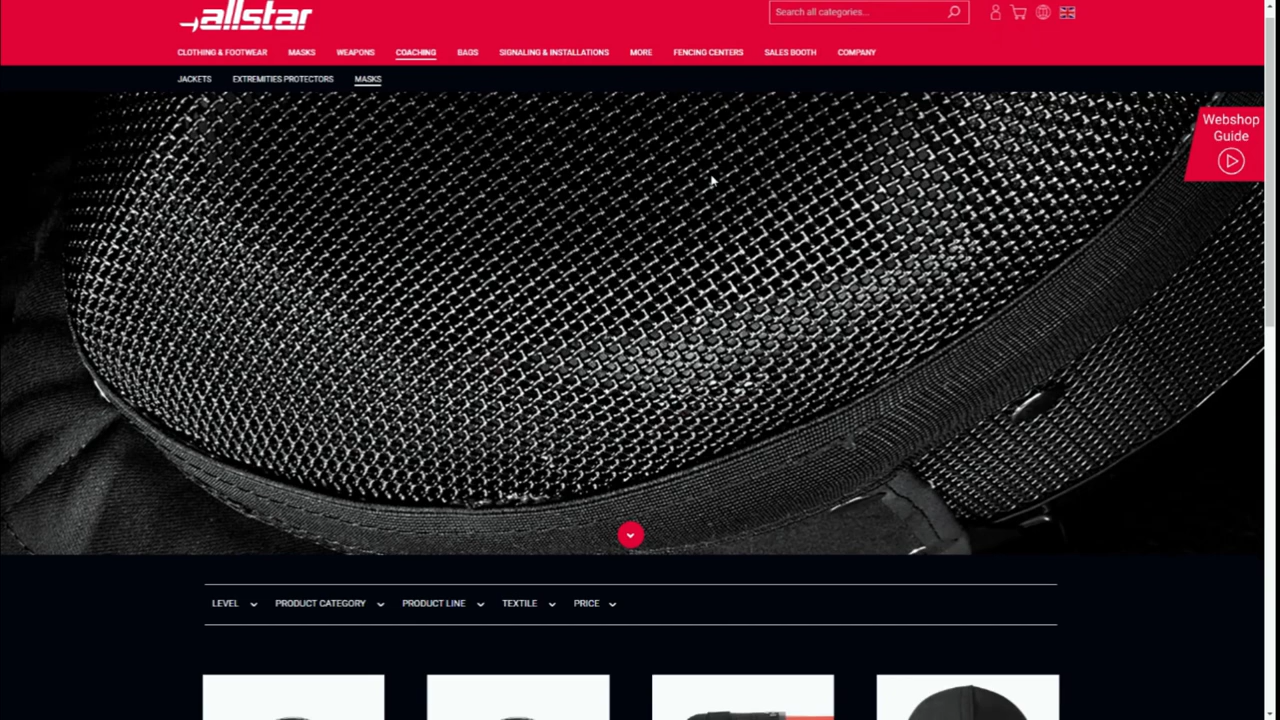 allstar
Search all categories...
CLOTHING & FOOTWEAR MASKS WEAPONS COACHING BAGS SIGNALING & INSTALLATIONS MORE FENCING CENTERS SALES BOOTH COMPANY
JACKETS EXTREMITIES PROTECTORS MASKS
Webshop
Guide
LEVEL PRODUCT CATEGORY PRODUCT LINE TEXTILE PRICE